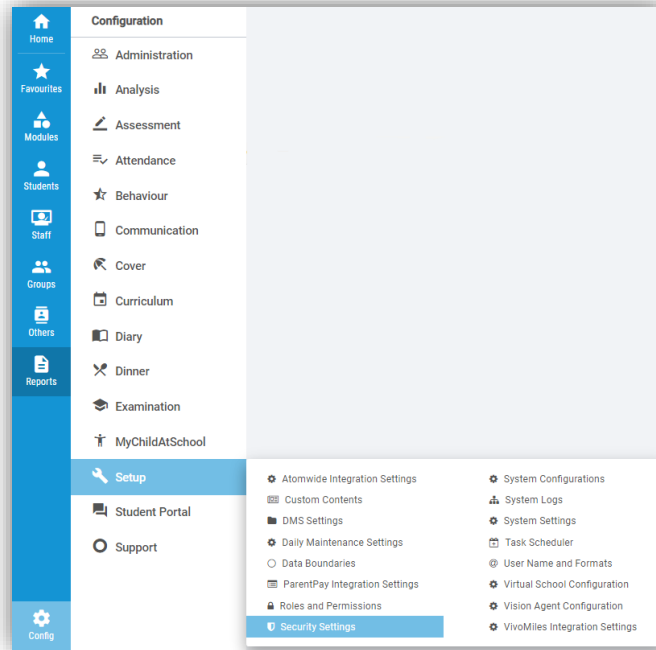 Home
Favourites
Modules
Students
Staff
Groups
Others
Reports
Config
Configuration
Administration
Analysis
Assessment
Attendance
Behaviour
Communication
Cover
Curriculum
Diary
Dinner
Examination
MyChildAtSchool
Setup
Student Portal
Support
Atomwide Integration Settings
Custom Contents
DMS Settings
Daily Maintenance Settings
Data Boundaries
ParentPay Integration Settings
Roles and Permissions
Security Settings
System Configurations
System Logs
System Settings
Task Scheduler
User Name and Formats
Virtual School Configuration
Vision Agent Configuration
VivoMiles Integration Settings